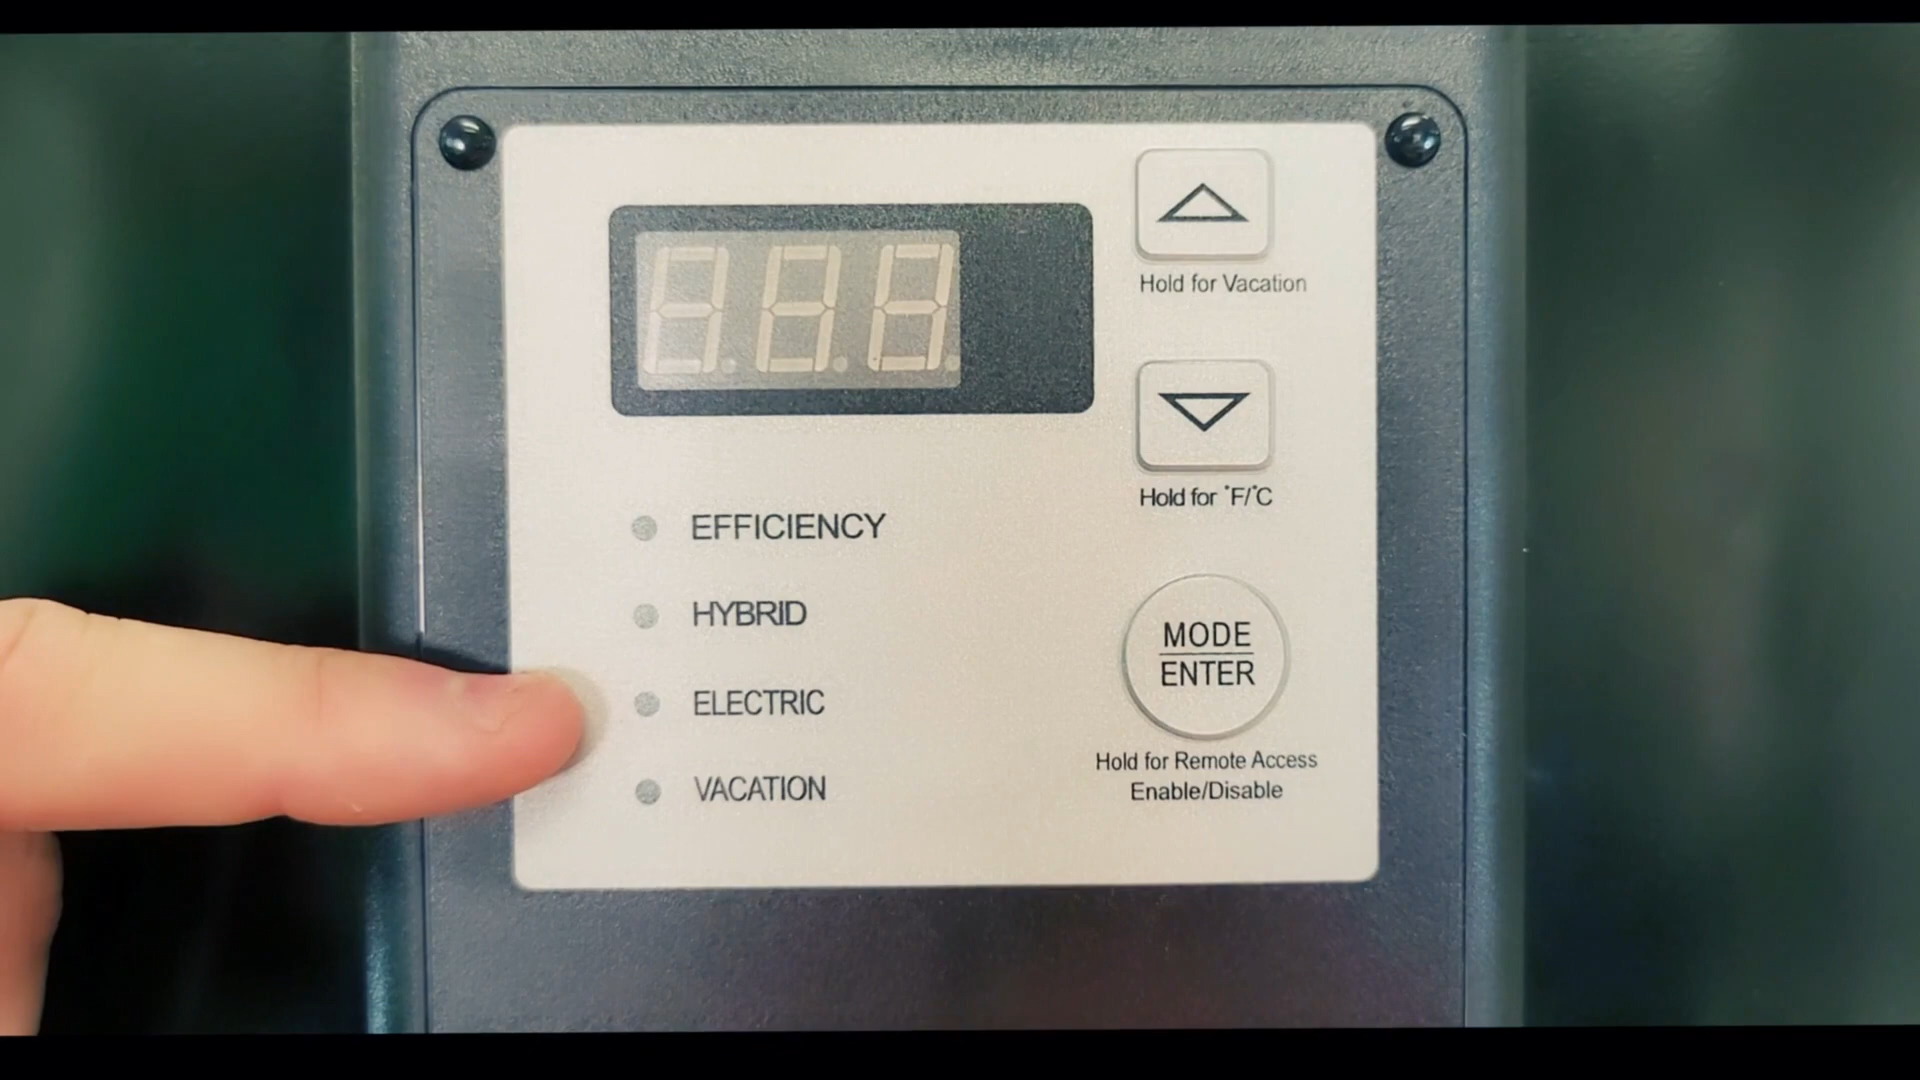 Hold for Vacation
Hold for °F/°C
EFFICIENCY
HYBRID
ELECTRIC
VACATION
MODE
ENTER
Hold for Remote Access
Enable/Disable